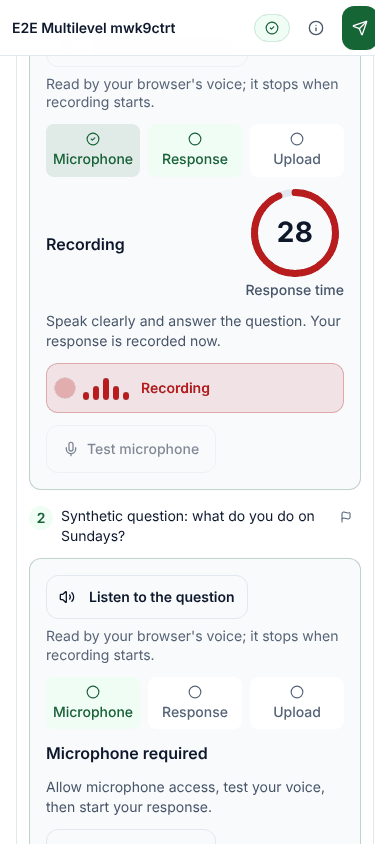 E2E Multilevel mwk9ctrt
Read by your browser's voice; it stops when
recording starts.
Microphone
Response
Upload
28
Recording
Response time
Speak clearly and answer the question. Your
response is recorded now.
Recording
Test microphone
2
Synthetic question: what do you do on
Sundays?
Listen to the question
Read by your browser's voice; it stops when
recording starts.
Microphone
Response
Upload
Microphone required
Allow microphone access, test your voice,
then start your response.